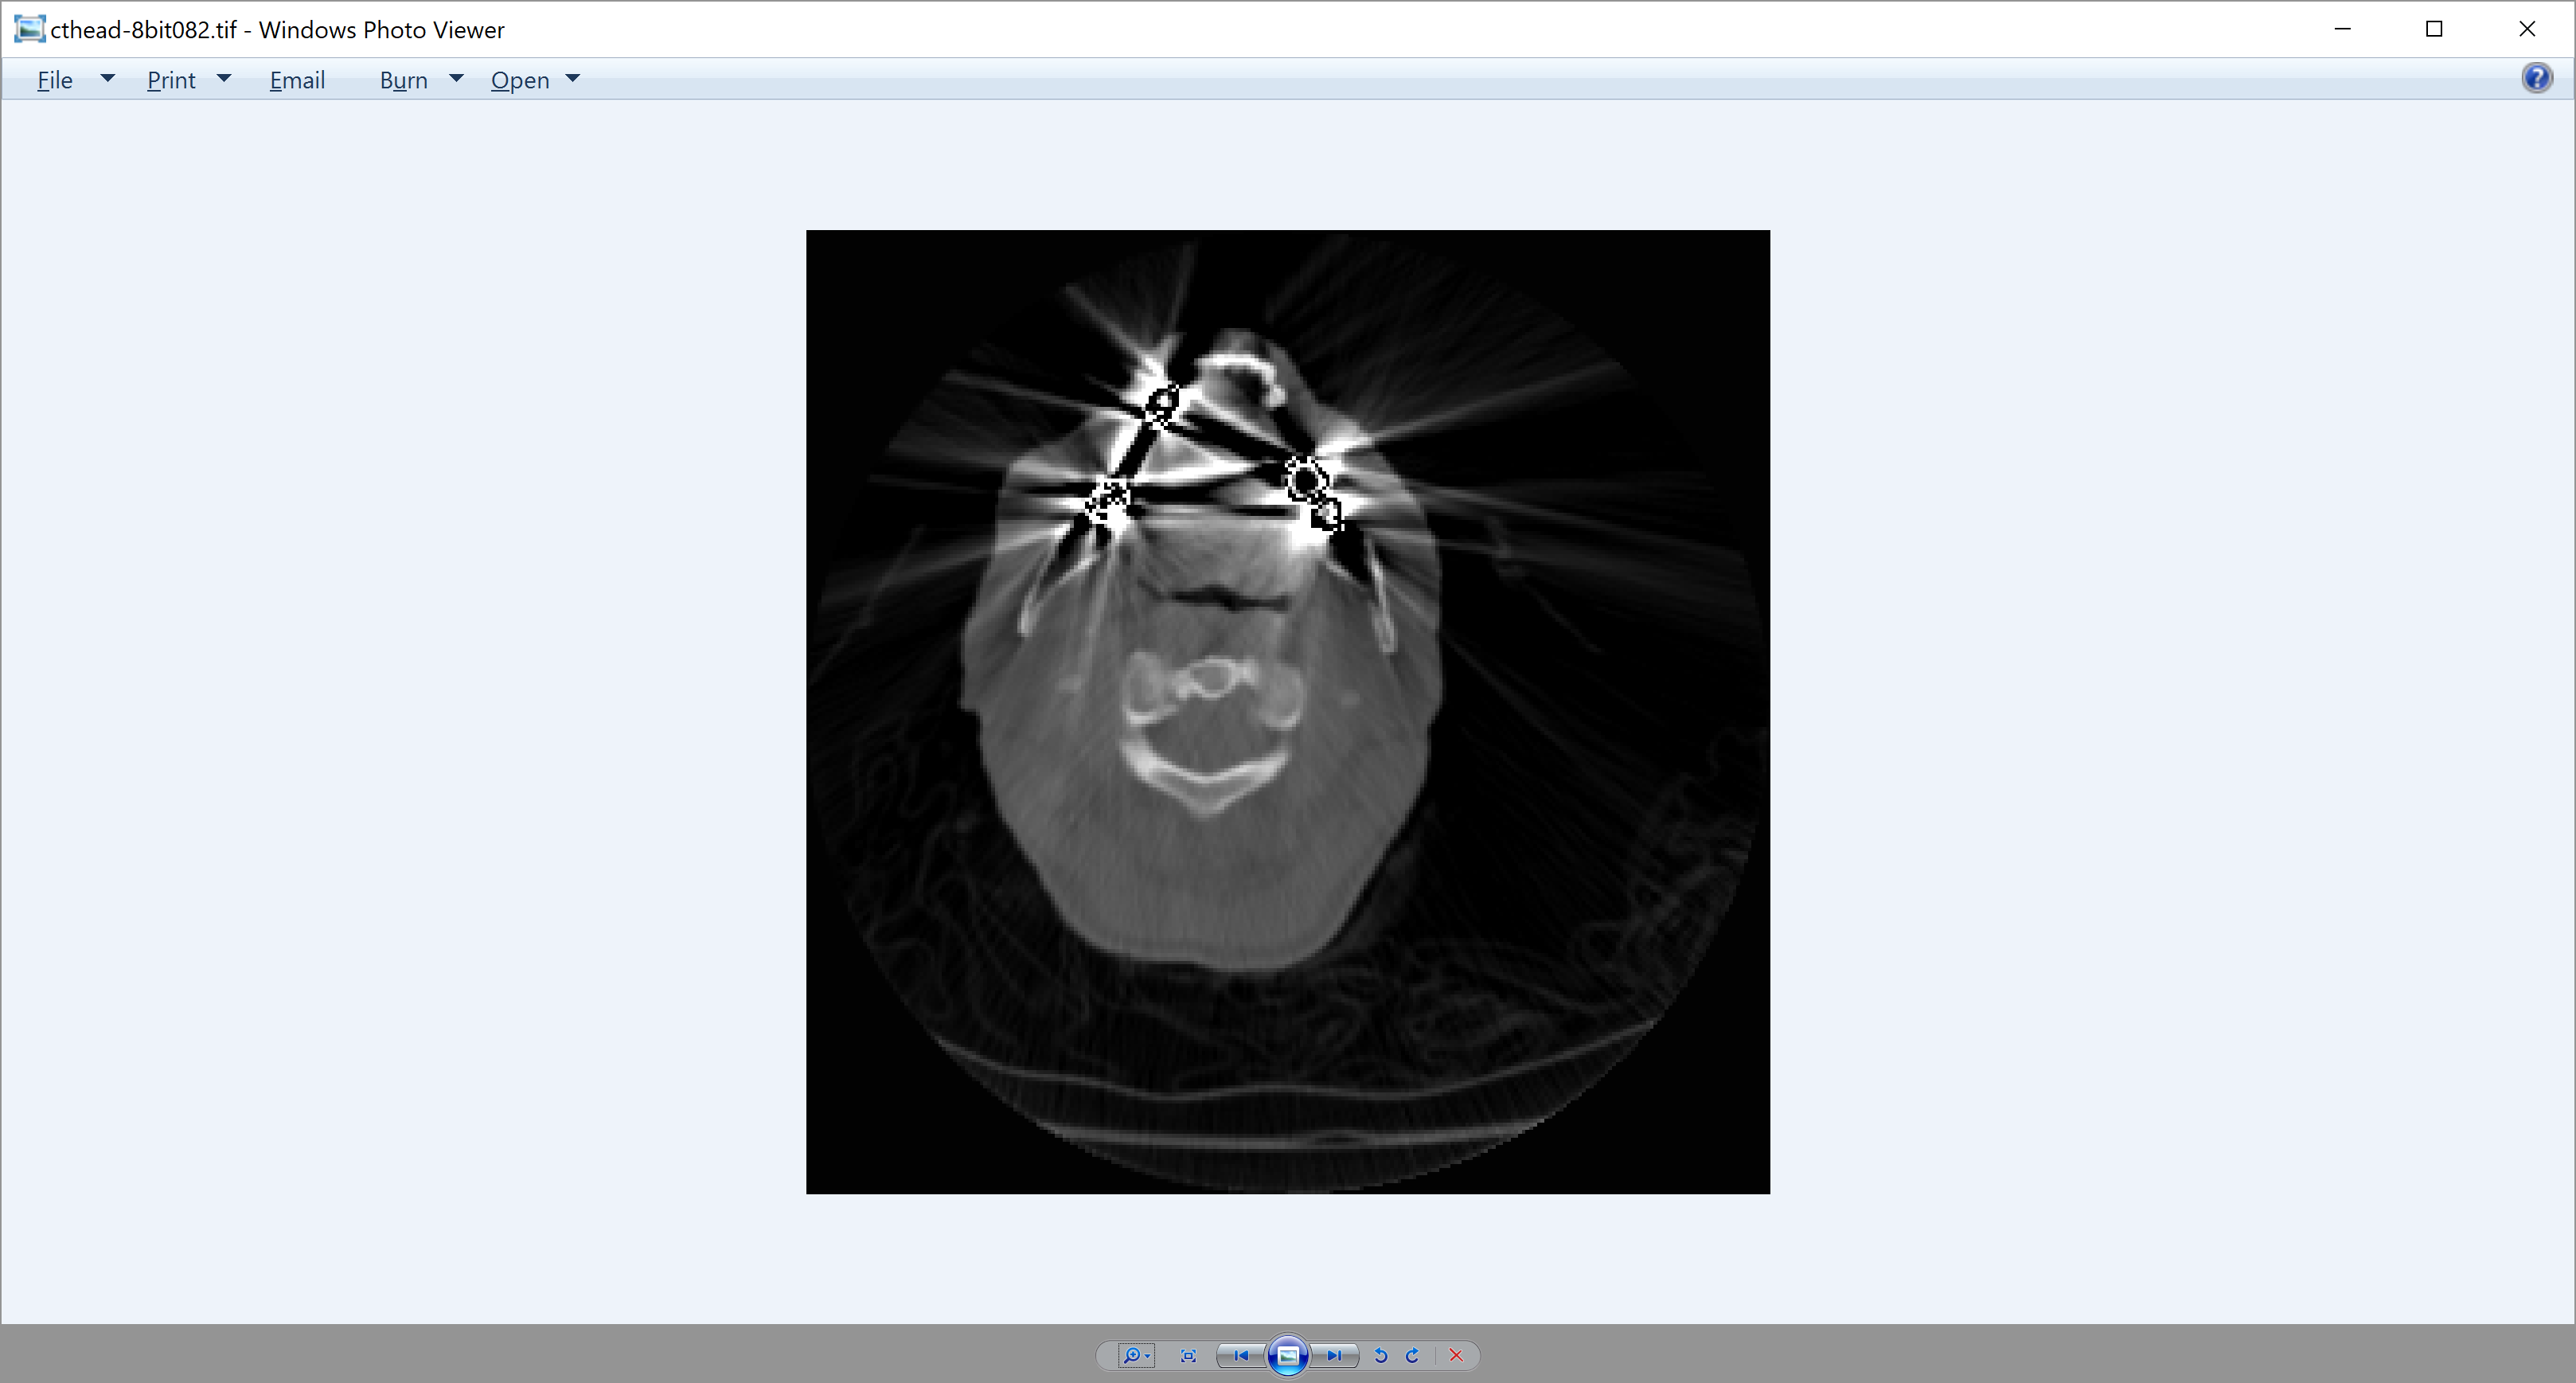 cthead-8bit082.tif - Windows Photo Viewer
File Print Email Burn Open